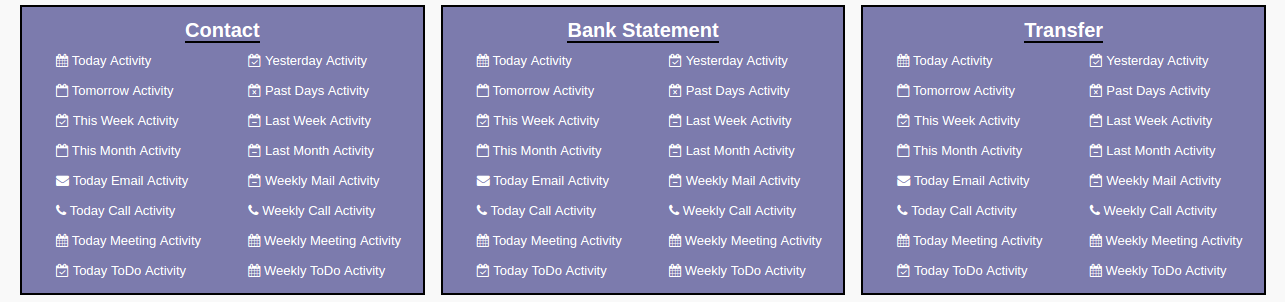 Contact
Today Activity Yesterday Activity
Tomorrow Activity Past Days Activity
This Week Activity Last Week Activity
This Month Activity Last Month Activity
Today Email Activity Weekly Mail Activity
Today Call Activity Weekly Call Activity
Today Meeting Activity Weekly Meeting Activity
Today ToDo Activity Weekly ToDo Activity
Bank Statement
Today Activity Yesterday Activity
Tomorrow Activity Past Days Activity
This Week Activity Last Week Activity
This Month Activity Last Month Activity
Today Email Activity Weekly Mail Activity
Today Call Activity Weekly Call Activity
Today Meeting Activity Weekly Meeting Activity
Today ToDo Activity Weekly ToDo Activity
Transfer
Today Activity Yesterday Activity
Tomorrow Activity Past Days Activity
This Week Activity Last Week Activity
This Month Activity Last Month Activity
Today Email Activity Weekly Mail Activity
Today Call Activity Weekly Call Activity
Today Meeting Activity Weekly Meeting Activity
Today ToDo Activity Weekly ToDo Activity